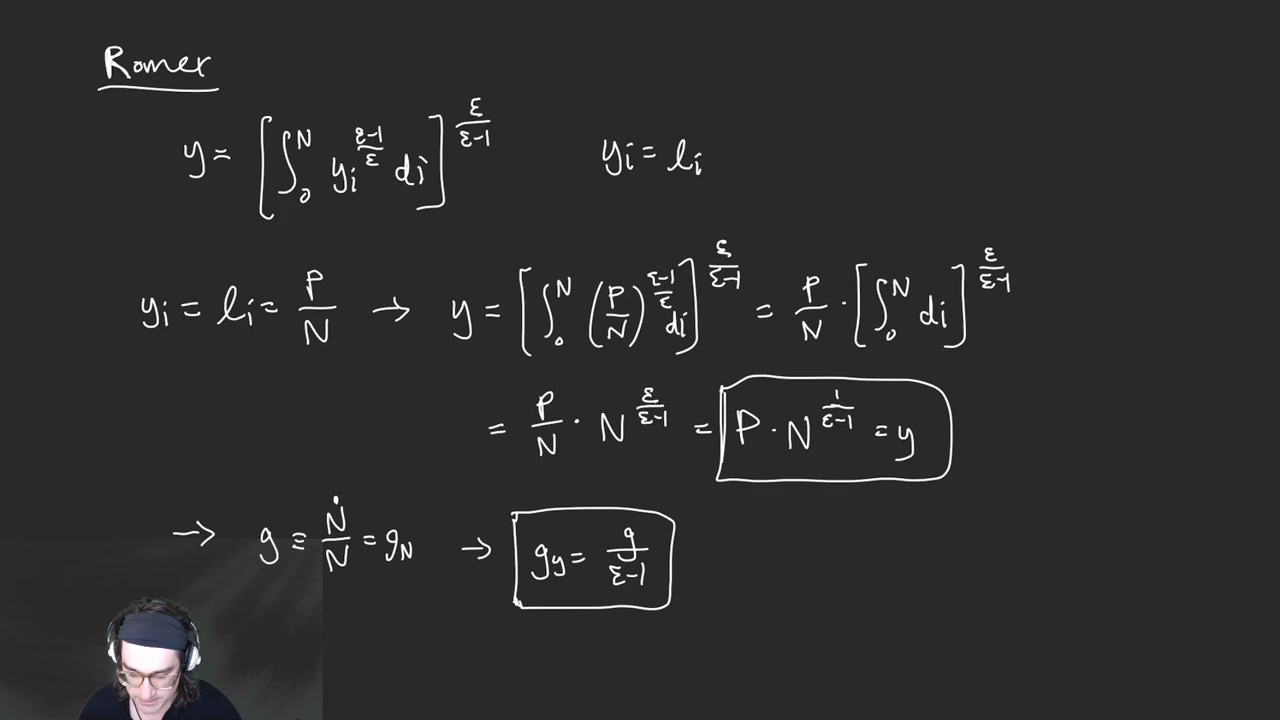 Romer
y = [∫₀ᴺ yᵢ^((ε-1)/ε) di]^(ε/(ε-1))    yᵢ = lᵢ
yᵢ = lᵢ = P/N → y = [∫₀ᴺ (P/N)^((ε-1)/ε) di]^(ε/(ε-1)) = P/N · [∫₀ᴺ di]^(ε/(ε-1))
= P/N · N^(ε/(ε-1)) = P · N^(1/(ε-1)) = y
→ g ≡ Ṅ/N = g_N → g_y = g/(ε-1)